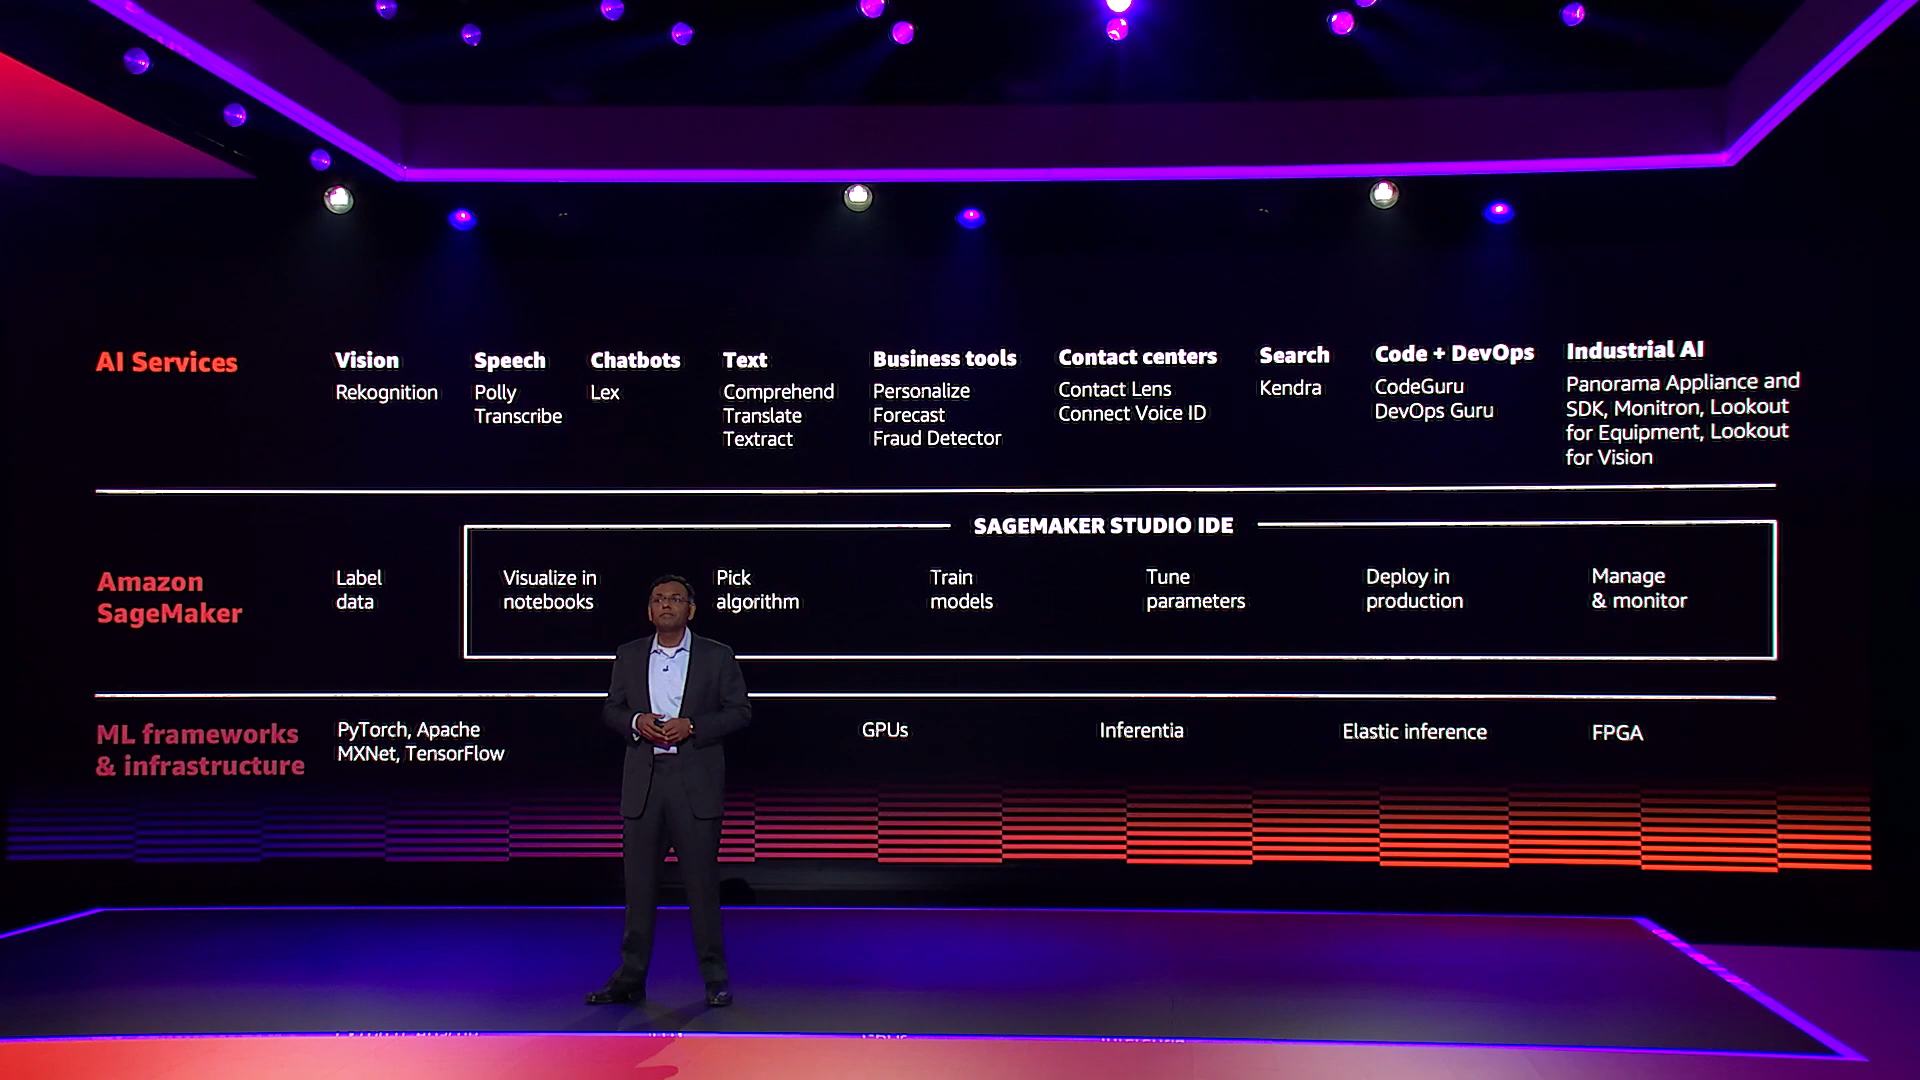 AI Services
Vision
Rekognition
Speech
Polly
Transcribe
Chatbots
Lex
Text
Comprehend
Translate
Textract
Business tools
Personalize
Forecast
Fraud Detector
Contact centers
Contact Lens
Connect Voice ID
Search
Kendra
Code + DevOps
CodeGuru
DevOps Guru
Industrial AI
Panorama Appliance and
SDK, Monitron, Lookout
for Equipment, Lookout
for Vision
SAGEMAKER STUDIO IDE
Amazon
SageMaker
Label
data
Visualize in
notebooks
Pick
algorithm
Train
models
Tune
parameters
Deploy in
production
Manage
& monitor
ML frameworks
& infrastructure
PyTorch, Apache
MXNet, TensorFlow
GPUs
Inferentia
Elastic inference
FPGA